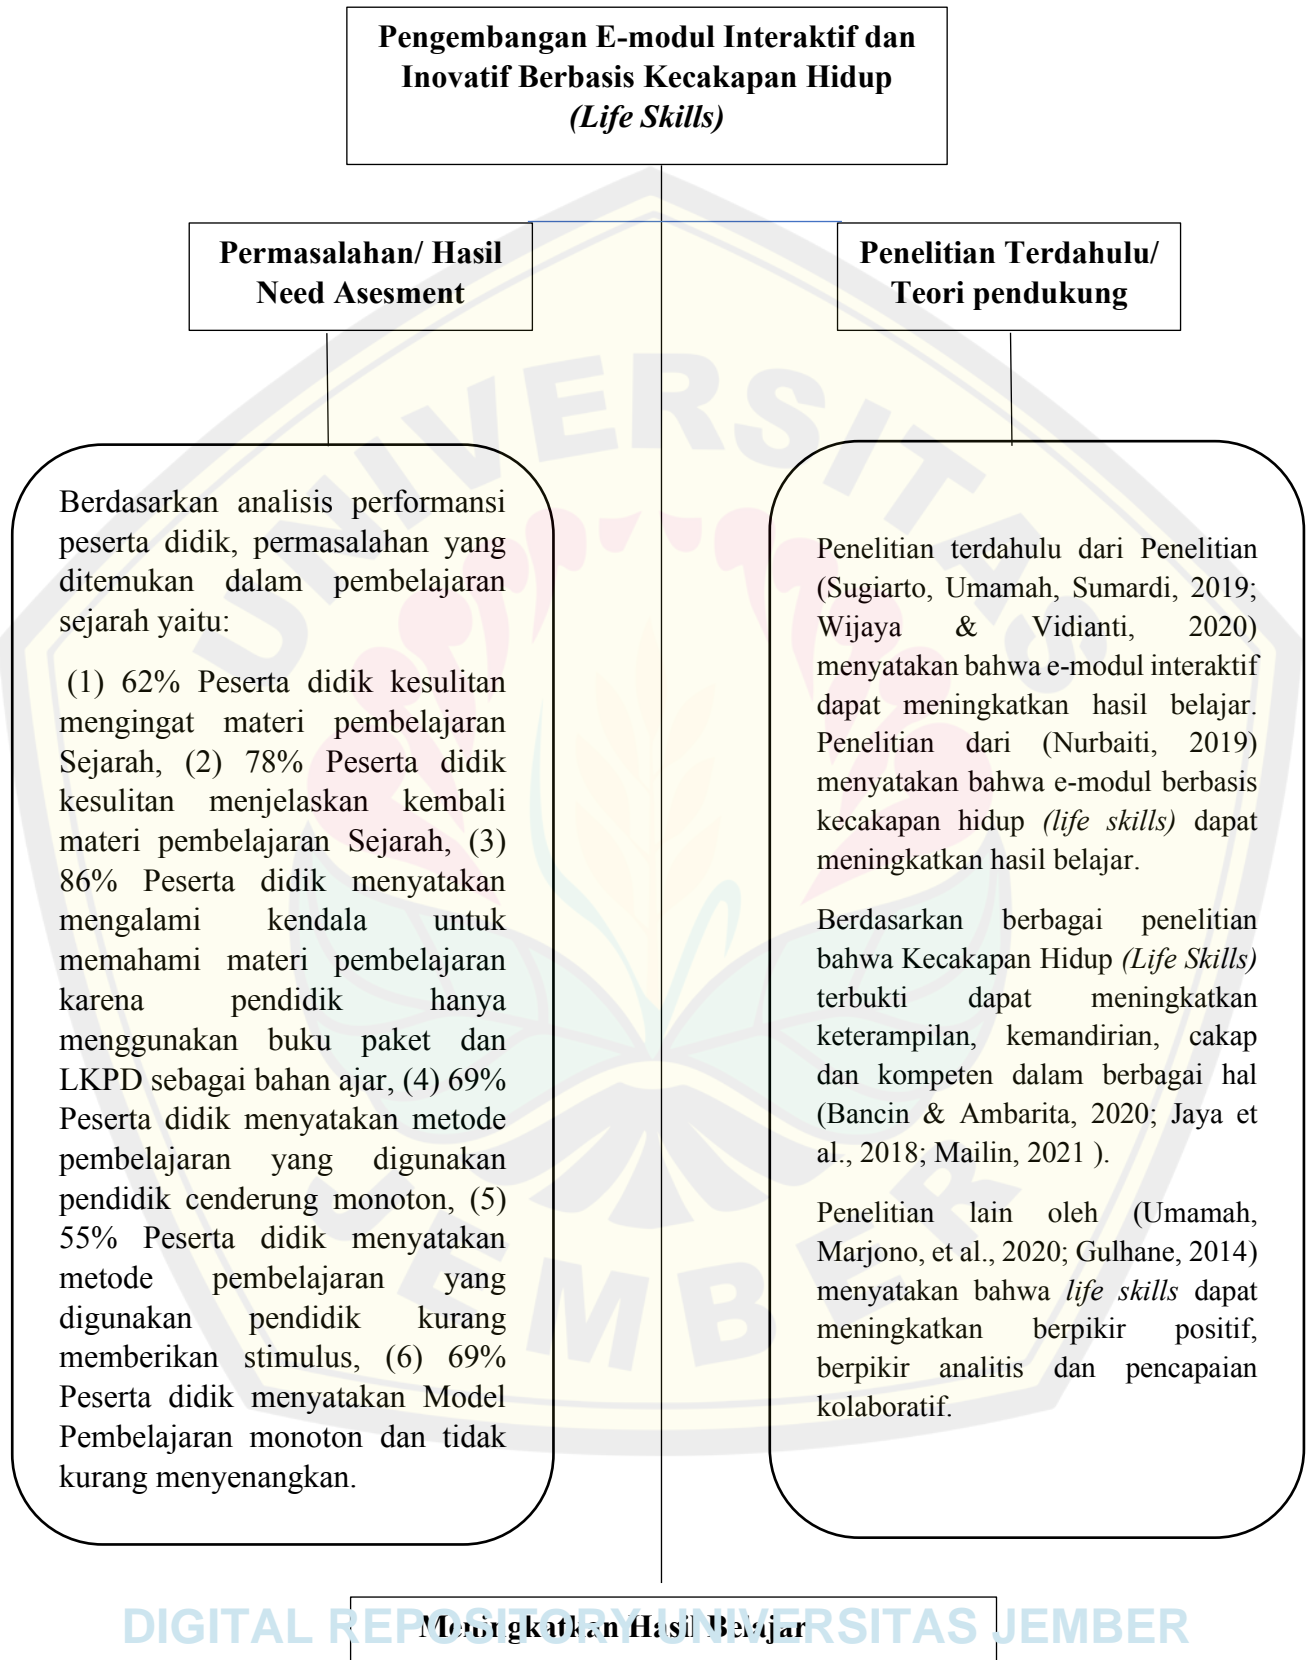 Pengembangan E-modul Interaktif dan
Inovatif Berbasis Kecakapan Hidup
(Life Skills)
Permasalahan/ Hasil
Need Asesment
Penelitian Terdahulu/
Teori pendukung
Berdasarkan analisis performansi
peserta didik, permasalahan yang
ditemukan dalam pembelajaran
sejarah yaitu:
(1) 62% Peserta didik kesulitan
mengingat materi pembelajaran
Sejarah, (2) 78% Peserta didik
kesulitan menjelaskan kembali
materi pembelajaran Sejarah, (3)
86% Peserta didik menyatakan
mengalami kendala untuk
memahami materi pembelajaran
karena pendidik hanya
menggunakan buku paket dan
LKPD sebagai bahan ajar, (4) 69%
Peserta didik menyatakan metode
pembelajaran yang digunakan
pendidik cenderung monoton, (5)
55% Peserta didik menyatakan
metode pembelajaran yang
digunakan pendidik kurang
memberikan stimulus, (6) 69%
Peserta didik menyatakan Model
Pembelajaran monoton dan tidak
kurang menyenangkan.
Penelitian terdahulu dari Penelitian
(Sugiarto, Umamah, Sumardi, 2019;
Wijaya & Vidianti, 2020)
menyatakan bahwa e-modul interaktif
dapat meningkatkan hasil belajar.
Penelitian dari (Nurbaiti, 2019)
menyatakan bahwa e-modul berbasis
kecakapan hidup (life skills) dapat
meningkatkan hasil belajar.
Berdasarkan berbagai penelitian
bahwa Kecakapan Hidup (Life Skills)
terbukti dapat meningkatkan
keterampilan, kemandirian, cakap
dan kompeten dalam berbagai hal
(Bancin & Ambarita, 2020; Jaya et
al., 2018; Mailin, 2021 ).
Penelitian lain oleh (Umamah,
Marjono, et al., 2020; Gulhane, 2014)
menyatakan bahwa life skills dapat
meningkatkan berpikir positif,
berpikir analitis dan pencapaian
kolaboratif.
Meningkatkan Hasil Belajar
DIGITAL REPOSITORY UNIVERSITAS JEMBER
UNIVERSITAS
JEMBER